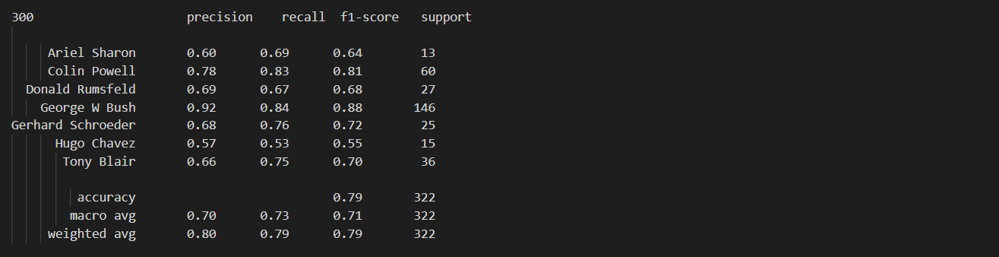 300 precision recall f1-score support
Ariel Sharon 0.60 0.69 0.64 13
Colin Powell 0.78 0.83 0.81 60
Donald Rumsfeld 0.69 0.67 0.68 27
George W Bush 0.92 0.84 0.88 146
Gerhard Schroeder 0.68 0.76 0.72 25
Hugo Chavez 0.57 0.53 0.55 15
Tony Blair 0.66 0.75 0.70 36
accuracy 0.79 322
macro avg 0.70 0.73 0.71 322
weighted avg 0.80 0.79 0.79 322